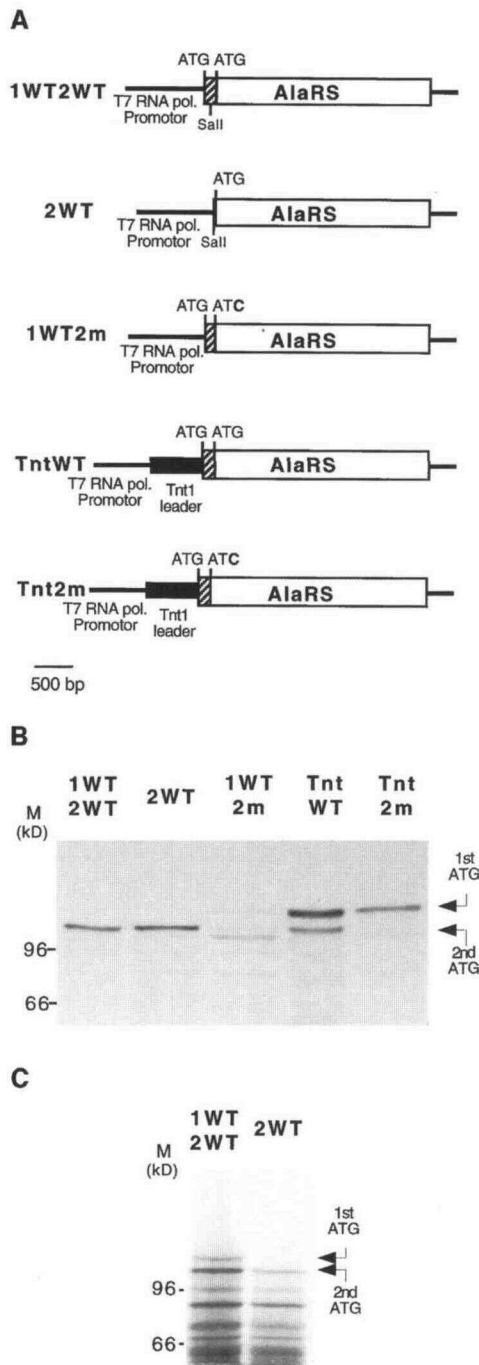 A
ATG ATG
1WT2WT
AlaRS
T7 RNA pol.
Promotor
SalI
ATG
2WT
AlaRS
T7 RNA pol.
Promotor
SalI
ATG ATC
1WT2m
AlaRS
T7 RNA pol.
Promotor
ATG ATG
TntWT
AlaRS
T7 RNA pol.
Promotor
Tnt1
leader
ATG ATC
Tnt2m
AlaRS
T7 RNA pol.
Promotor
Tnt1
leader
500 bp
B
M
(kD)
1WT
2WT
2WT
1WT
2m
Tnt
WT
Tnt
2m
1st
ATG
96-
2nd
ATG
66-
C
M
(kD)
1WT
2WT
2WT
1st
ATG
96-
2nd
ATG
66-